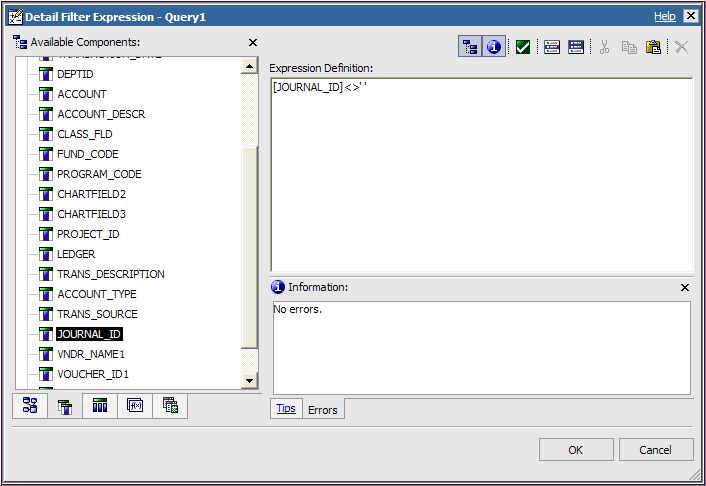 Detail Filter Expression - Query1
Help
Available Components:
DEPTID
ACCOUNT
ACCOUNT_DESCR
CLASS_FLD
FUND_CODE
PROGRAM_CODE
CHARTFIELD2
CHARTFIELD3
PROJECT_ID
LEDGER
TRANS_DESCRIPTION
ACCOUNT_TYPE
TRANS_SOURCE
JOURNAL_ID
VNDR_NAME1
VOUCHER_ID1
Expression Definition:
[JOURNAL_ID]<>''
Information:
No errors.
Tips
Errors
OK
Cancel